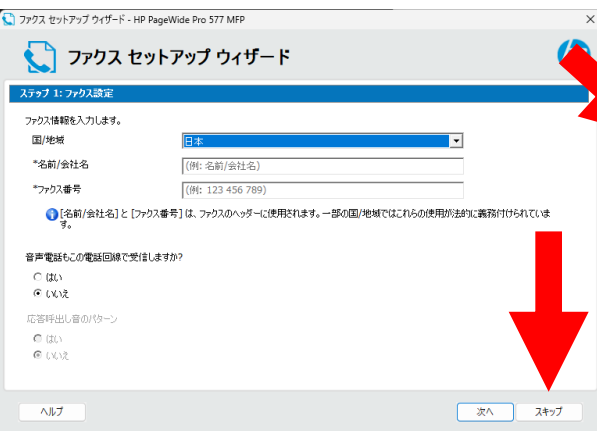 ファクス セットアップ ウィザード - HP PageWide Pro 577 MFP
ファクス セットアップ ウィザード
ステップ 1: ファクス設定
ファクス情報を入力します。
国/地域
日本
*名前/会社名
(例: 名前/会社名)
*ファクス番号
(例: 123 456 789)
[名前/会社名] と [ファクス番号] は、ファクスのヘッダーに使用されます。一部の国/地域ではこれらの使用が法的に義務付けられていま
す。
音声電話もこの電話回線で受信しますか?
はい
いいえ
応答呼出し音のパターン
はい
いいえ
ヘルプ
次へ
スキップ